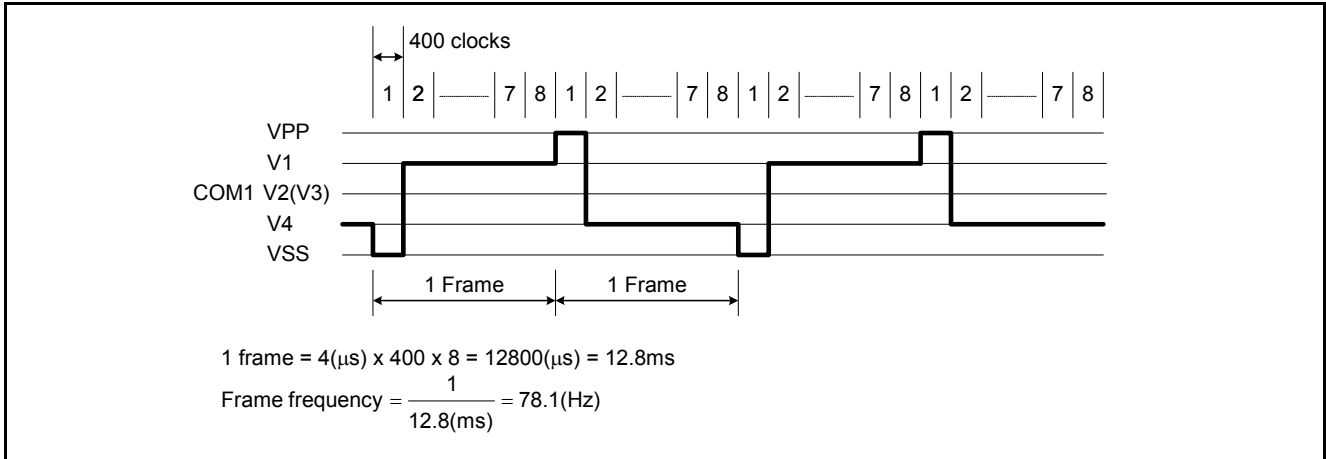 400 clocks
1 2 7 8 1 2 7 8 1 2 7 8 1 2 7 8
VPP
V1
COM1 V2(V3)
V4
VSS
1 Frame 1 Frame
1 frame = 4(μs) x 400 x 8 = 12800(μs) = 12.8ms
Frame frequency = 1 / 12.8(ms) = 78.1(Hz)